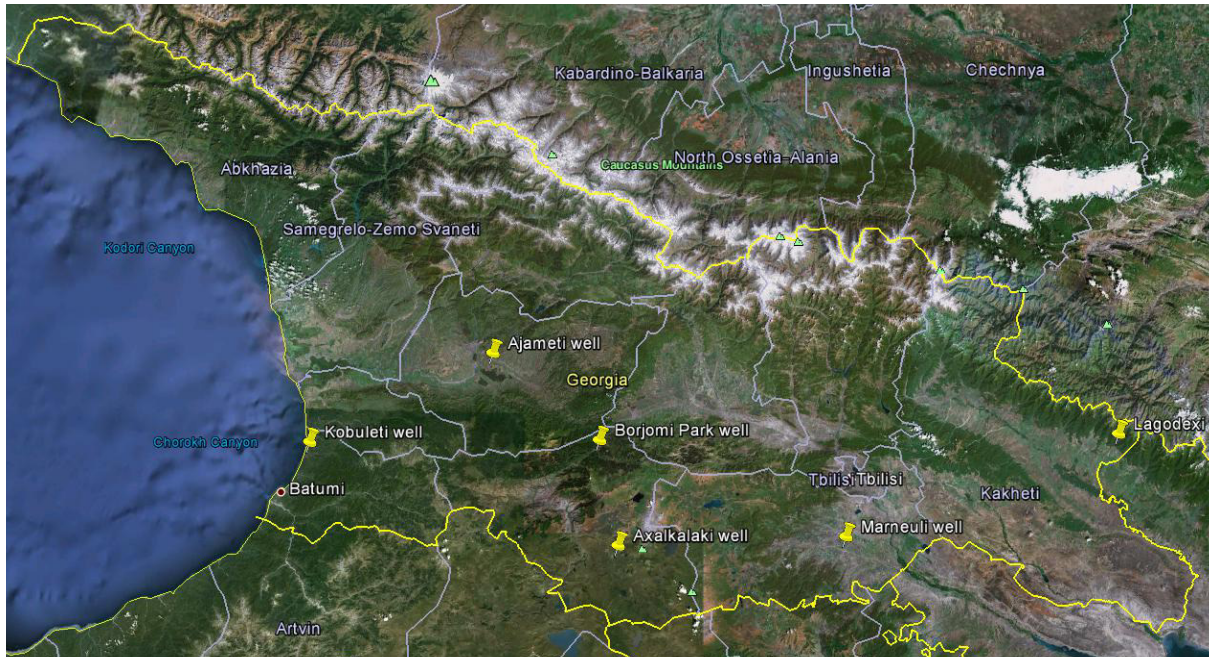 Kabardino-Balkaria
Ingushetia
Chechnya
Caucasus Mountains
North Ossetia-Alania
Abkhazia
Samegrelo-Zemo Svaneti
Kodori Canyon
Ajameti well
Georgia
Kobuleti well
Chorokh Canyon
Borjomi Park well
Lagodexi
Batumi
Tbilisi
Tbilisi
Kakheti
Axalkalaki well
Marneuli well
Artvin